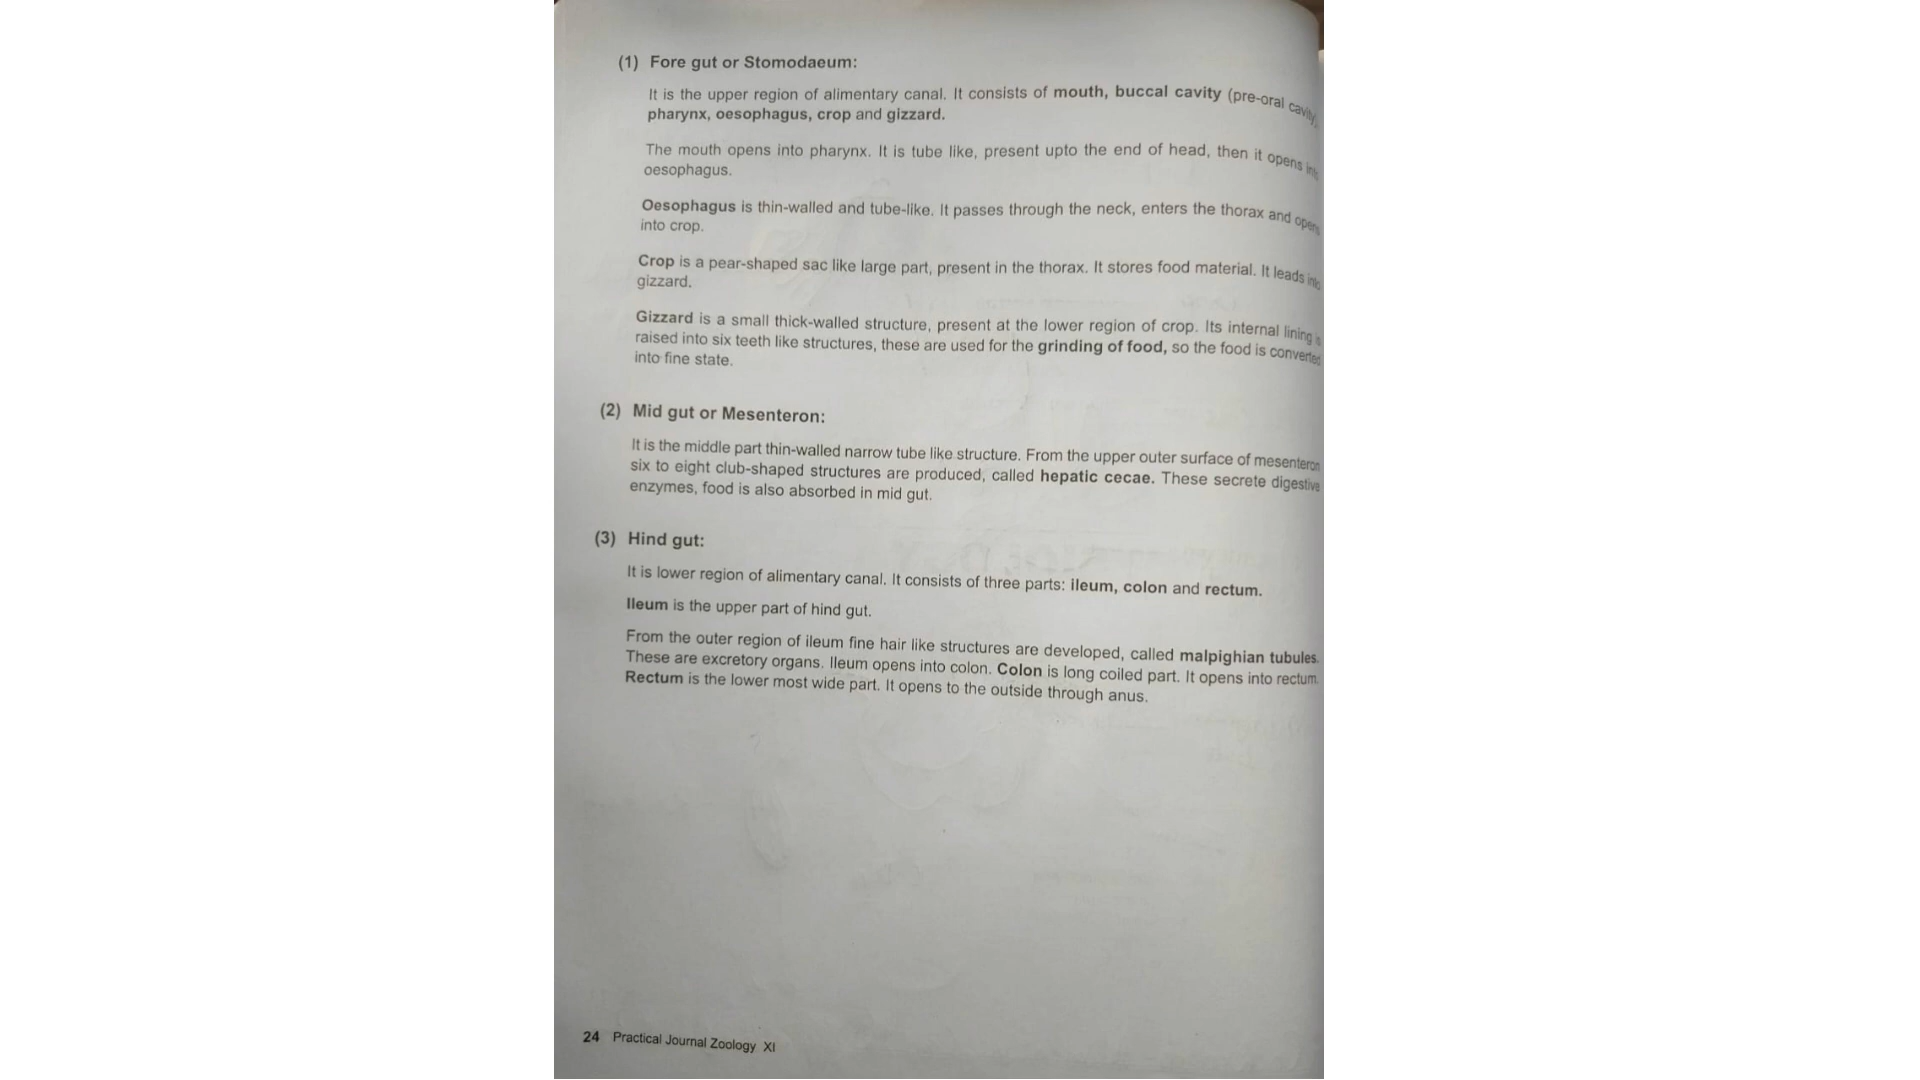 (1) Fore gut or Stomodaeum:
It is the upper region of alimentary canal. It consists of mouth, buccal cavity (pre-oral cavity),
pharynx, oesophagus, crop and gizzard.
The mouth opens into pharynx. It is tube like, present upto the end of head, then it opens into
oesophagus.
Oesophagus is thin-walled and tube-like. It passes through the neck, enters the thorax and opens
into crop.
Crop is a pear-shaped sac like large part, present in the thorax. It stores food material. It leads into
gizzard.
Gizzard is a small thick-walled structure, present at the lower region of crop. Its internal lining is
raised into six teeth like structures, these are used for the grinding of food, so the food is converted
into fine state.
(2) Mid gut or Mesenteron:
It is the middle part thin-walled narrow tube like structure. From the upper outer surface of mesenteron
six to eight club-shaped structures are produced, called hepatic cecae. These secrete digestive
enzymes, food is also absorbed in mid gut.
(3) Hind gut:
It is lower region of alimentary canal. It consists of three parts: ileum, colon and rectum.
Ileum is the upper part of hind gut.
From the outer region of ileum fine hair like structures are developed, called malpighian tubules.
These are excretory organs. Ileum opens into colon. Colon is long coiled part. It opens into rectum.
Rectum is the lower most wide part. It opens to the outside through anus.
24 Practical Journal Zoology XI